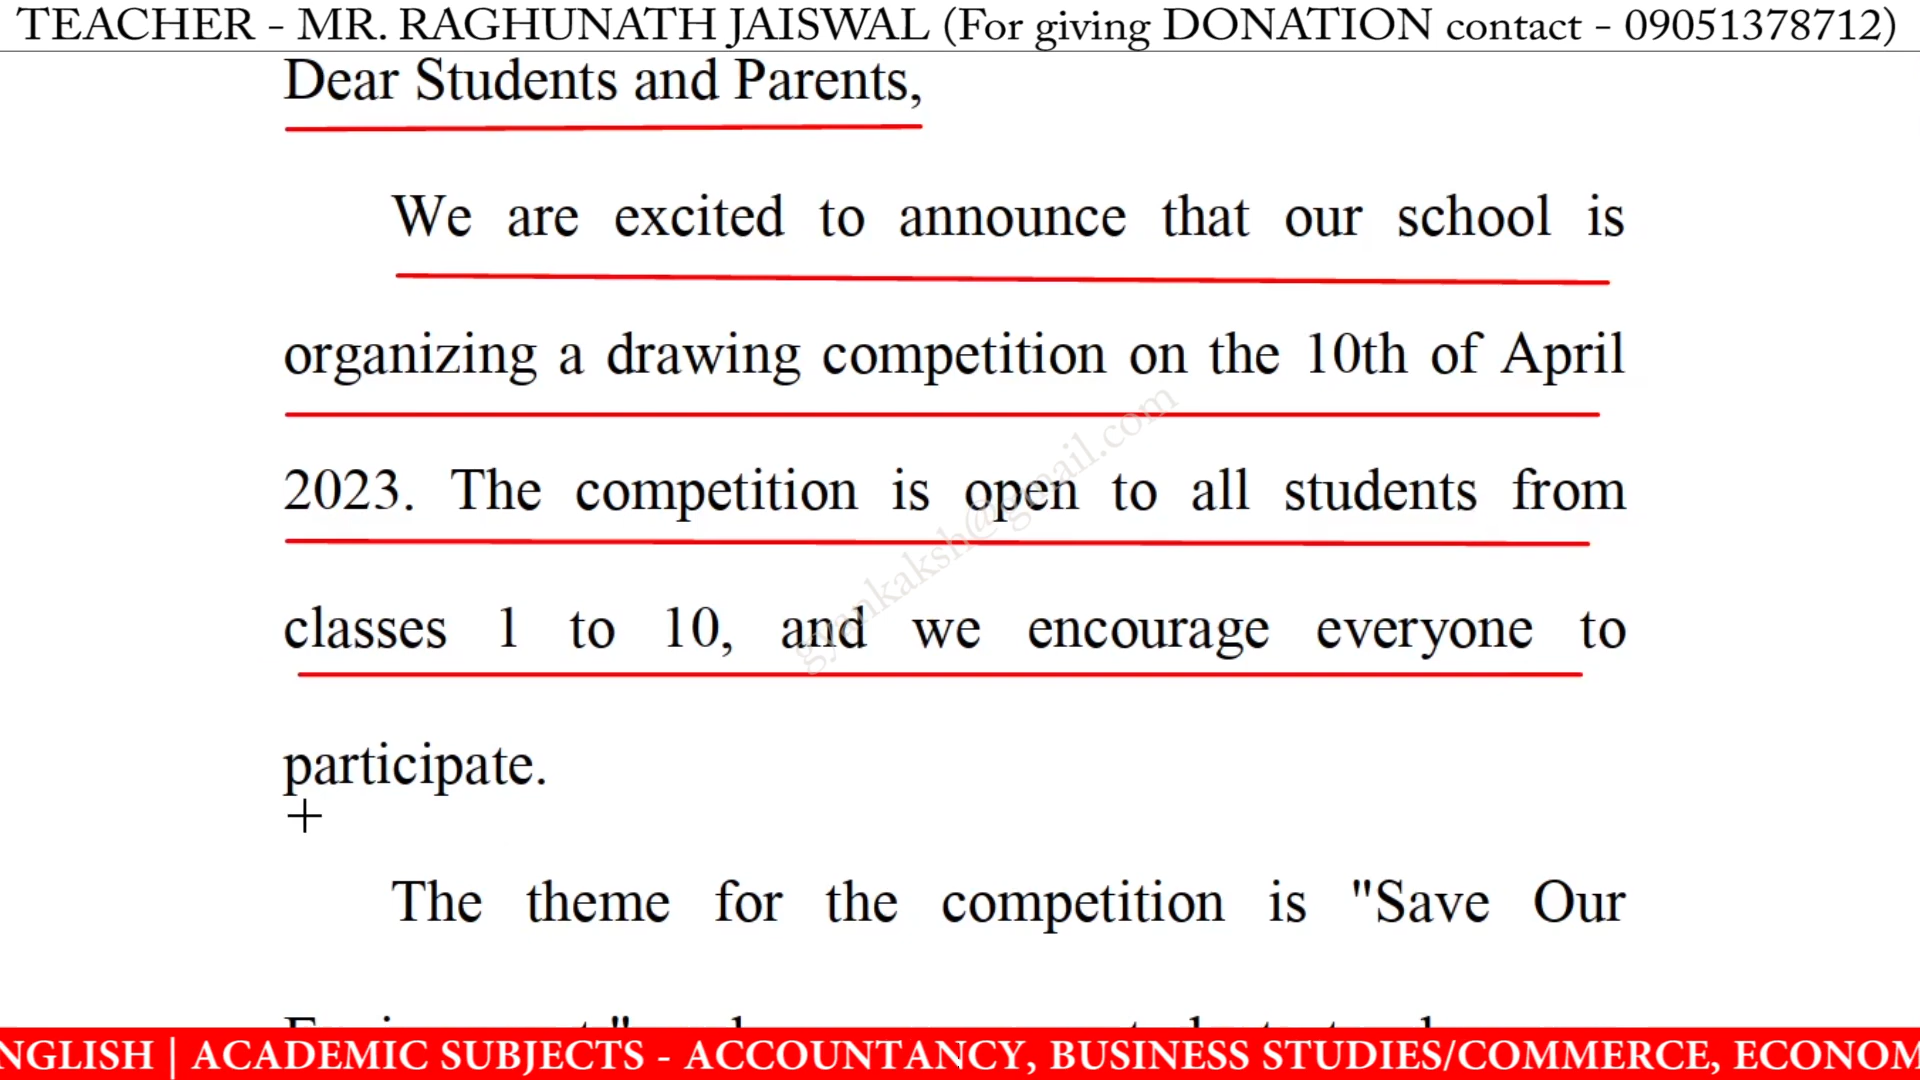 TEACHER - MR. RAGHUNATH JAISWAL (For giving DONATION contact - 09051378712)
Dear Students and Parents,
We are excited to announce that our school is
organizing a drawing competition on the 10th of April
2023. The competition is open to all students from
classes 1 to 10, and we encourage everyone to
participate.
The theme for the competition is "Save Our
gyankaksh@gmail.com
NGLISH | ACADEMIC SUBJECTS - ACCOUNTANCY, BUSINESS STUDIES/COMMERCE, ECONOM